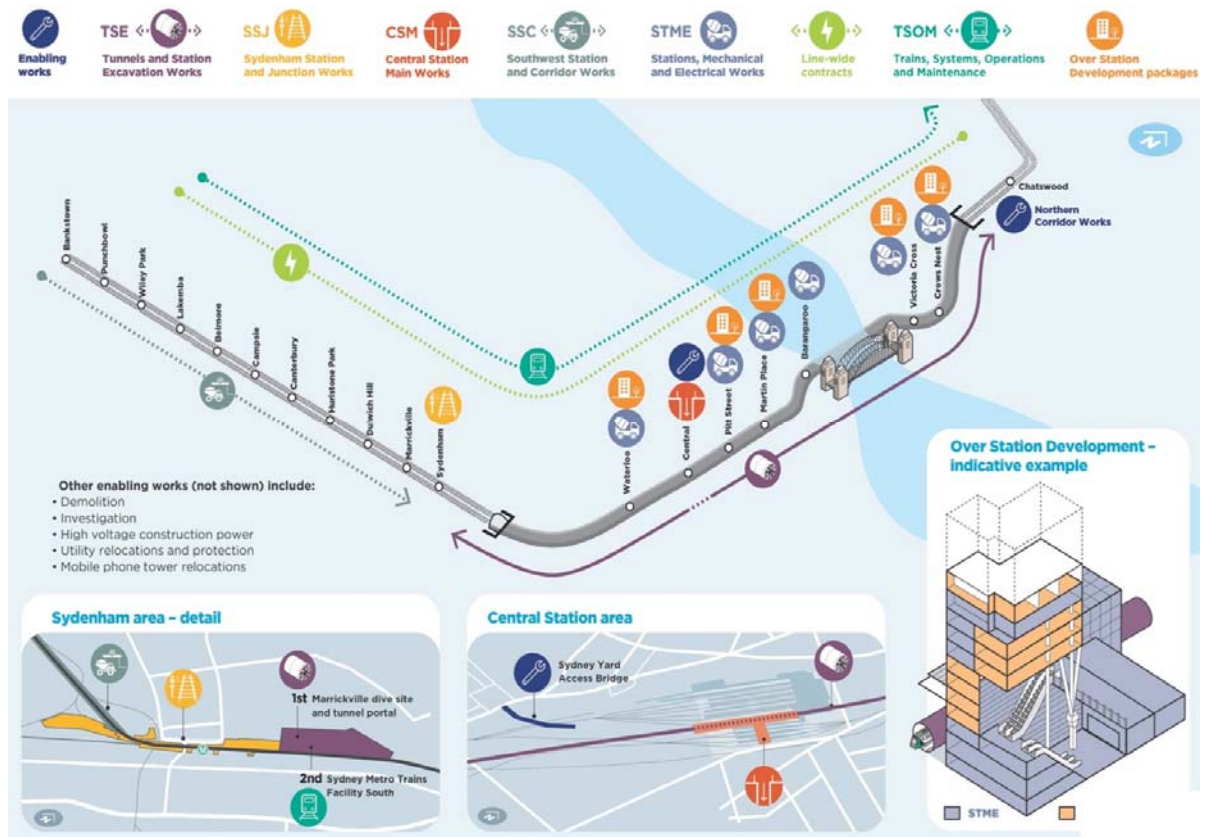 Enabling
works
TSE
Tunnels and Station
Excavation Works
SSJ
Sydenham Station
and Junction Works
CSM
Central Station
Main Works
SSC
Southwest Station
and Corridor Works
STME
Stations, Mechanical
and Electrical Works
Line-wide
contracts
TSOM
Trains, Systems, Operations
and Maintenance
Over Station
Development packages
Bankstown
Punchbowl
Wiley Park
Lakemba
Belmore
Campsie
Canterbury
Hurlstone Park
Dulwich Hill
Marrickville
Sydenham
Waterloo
Central
Pitt Street
Martin Place
Barangaroo
Victoria Cross
Crows Nest
Chatswood
Northern
Corridor Works
Other enabling works (not shown) include:
• Demolition
• Investigation
• High voltage construction power
• Utility relocations and protection
• Mobile phone tower relocations
Sydenham area – detail
1st Marrickville dive site
and tunnel portal
2nd Sydney Metro Trains
Facility South
Central Station area
Sydney Yard
Access Bridge
Over Station Development –
indicative example
STME